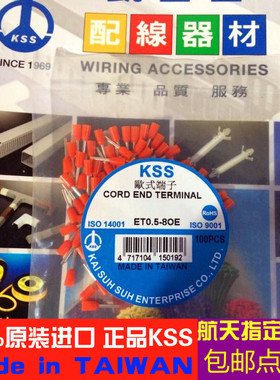 KSS
配線器材
SINCE 1969
WIRING ACCESSORIES
專業 品質 服務
KSS
歐式端子
CORD END TERMINAL
ISO 14001
ET0.5-8OE
RoHS
ISO 9001
100PCS
4 717104 150192
MADE IN TAIWAN
KAI SUH SUH ENTERPRISE CO., LTD
原装进口 正品KSS
航天指定
in TAIWAN
包邮点